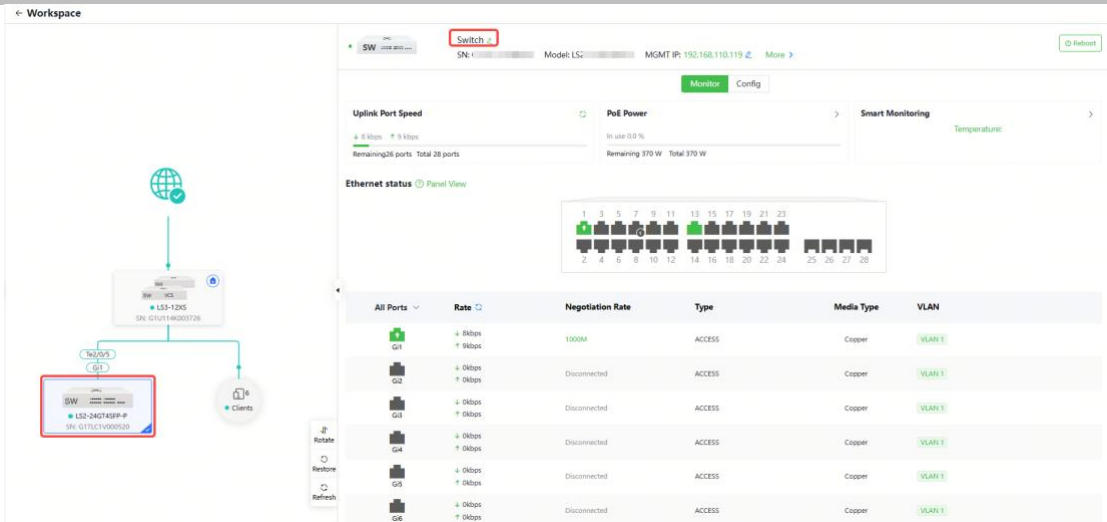 ← Workspace
SW
Switch
SN:
Model: LS2
MGMT IP: 192.168.110.119
More >
Reboot
Monitor
Config
Uplink Port Speed
↓ 8 kbps ↑ 9 kbps
Remaining26 ports Total 28 ports
PoE Power
In use 0.0 %
Remaining 370 W Total 370 W
Smart Monitoring
Temperature:
Ethernet status
Panel View
1 3 5 7 9 11 13 15 17 19 21 23
2 4 6 8 10 12 14 16 18 20 22 24 25 26 27 28
SW VCS
LS3-12XS
SN: G1U114K003726
Te2/0/5
Gi1
SW
LS2-24GT4SFP-P
SN: G17LC1V000520
6
Clients
Rotate
Restore
Refresh
All Ports
Rate
Negotiation Rate
Type
Media Type
VLAN
Gi1
↓ 8kbps
↑ 9kbps
1000M
ACCESS
Copper
VLAN 1
Gi2
↓ 0kbps
↑ 0kbps
Disconnected
ACCESS
Copper
VLAN 1
Gi3
↓ 0kbps
↑ 0kbps
Disconnected
ACCESS
Copper
VLAN 1
Gi4
↓ 0kbps
↑ 0kbps
Disconnected
ACCESS
Copper
VLAN 1
Gi5
↓ 0kbps
↑ 0kbps
Disconnected
ACCESS
Copper
VLAN 1
Gi6
↓ 0kbps
↑ 0kbps
Disconnected
ACCESS
Copper
VLAN 1